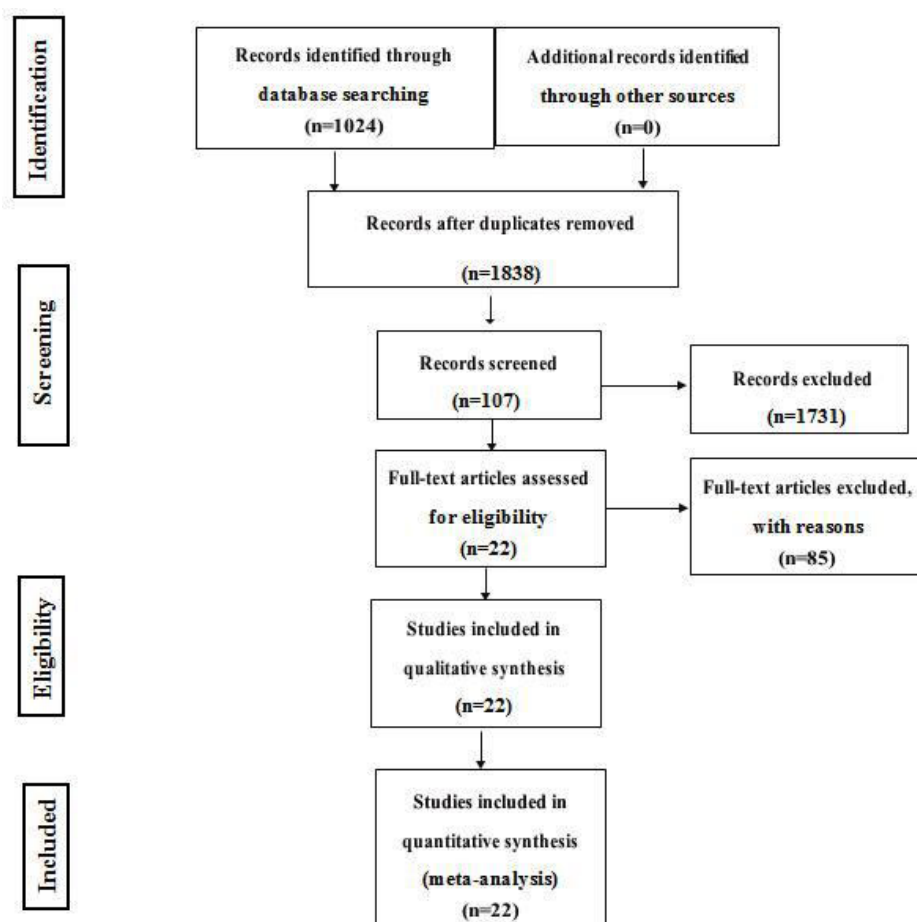 Identification
Records identified through
database searching
(n=1024)
Additional records identified
through other sources
(n=0)
Records after duplicates removed
(n=1838)
Screening
Records screened
(n=107)
Records excluded
(n=1731)
Full-text articles assessed
for eligibility
(n=22)
Full-text articles excluded,
with reasons
(n=85)
Eligibility
Studies included in
qualitative synthesis
(n=22)
Included
Studies included in
quantitative synthesis
(meta-analysis)
(n=22)